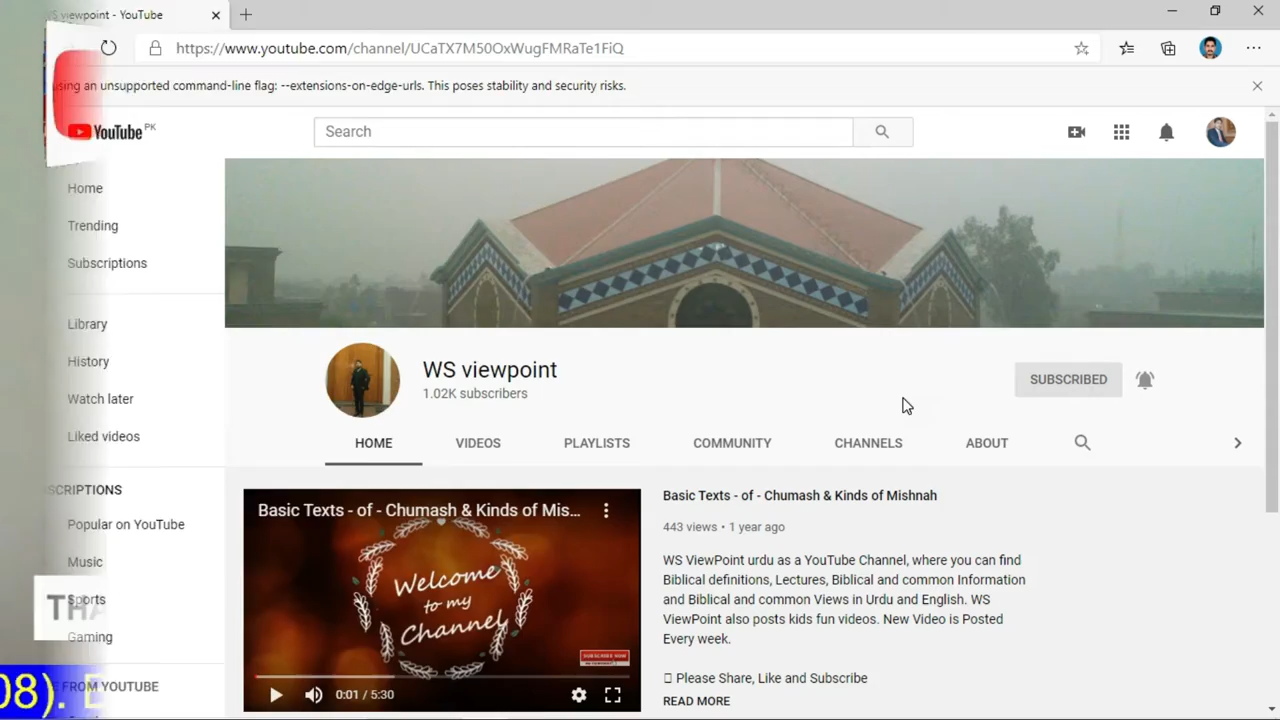 WS viewpoint - YouTube
https://www.youtube.com/channel/UCaTX7M50OxWugFMRaTe1FiQ
using an unsupported command-line flag: --extensions-on-edge-urls. This poses stability and security risks.
YouTube PK
Search
Home
Trending
Subscriptions
Library
History
Watch later
Liked videos
SCRIPTIONS
Popular on YouTube
Music
Sports
Gaming
E FROM YOUTUBE
WS viewpoint
1.02K subscribers
SUBSCRIBED
HOME VIDEOS PLAYLISTS COMMUNITY CHANNELS ABOUT
Basic Texts - of - Chumash & Kinds of Mis...
Welcome
to my
Channel
SUBSCRIBE NOW
0:01 / 5:30
Basic Texts - of - Chumash & Kinds of Mishnah
443 views • 1 year ago
WS ViewPoint urdu as a YouTube Channel, where you can find
Biblical definitions, Lectures, Biblical and common Information
and Biblical and common Views in Urdu and English. WS
ViewPoint also posts kids fun videos. New Video is Posted
Every week.
Please Share, Like and Subscribe
READ MORE
THA
08).